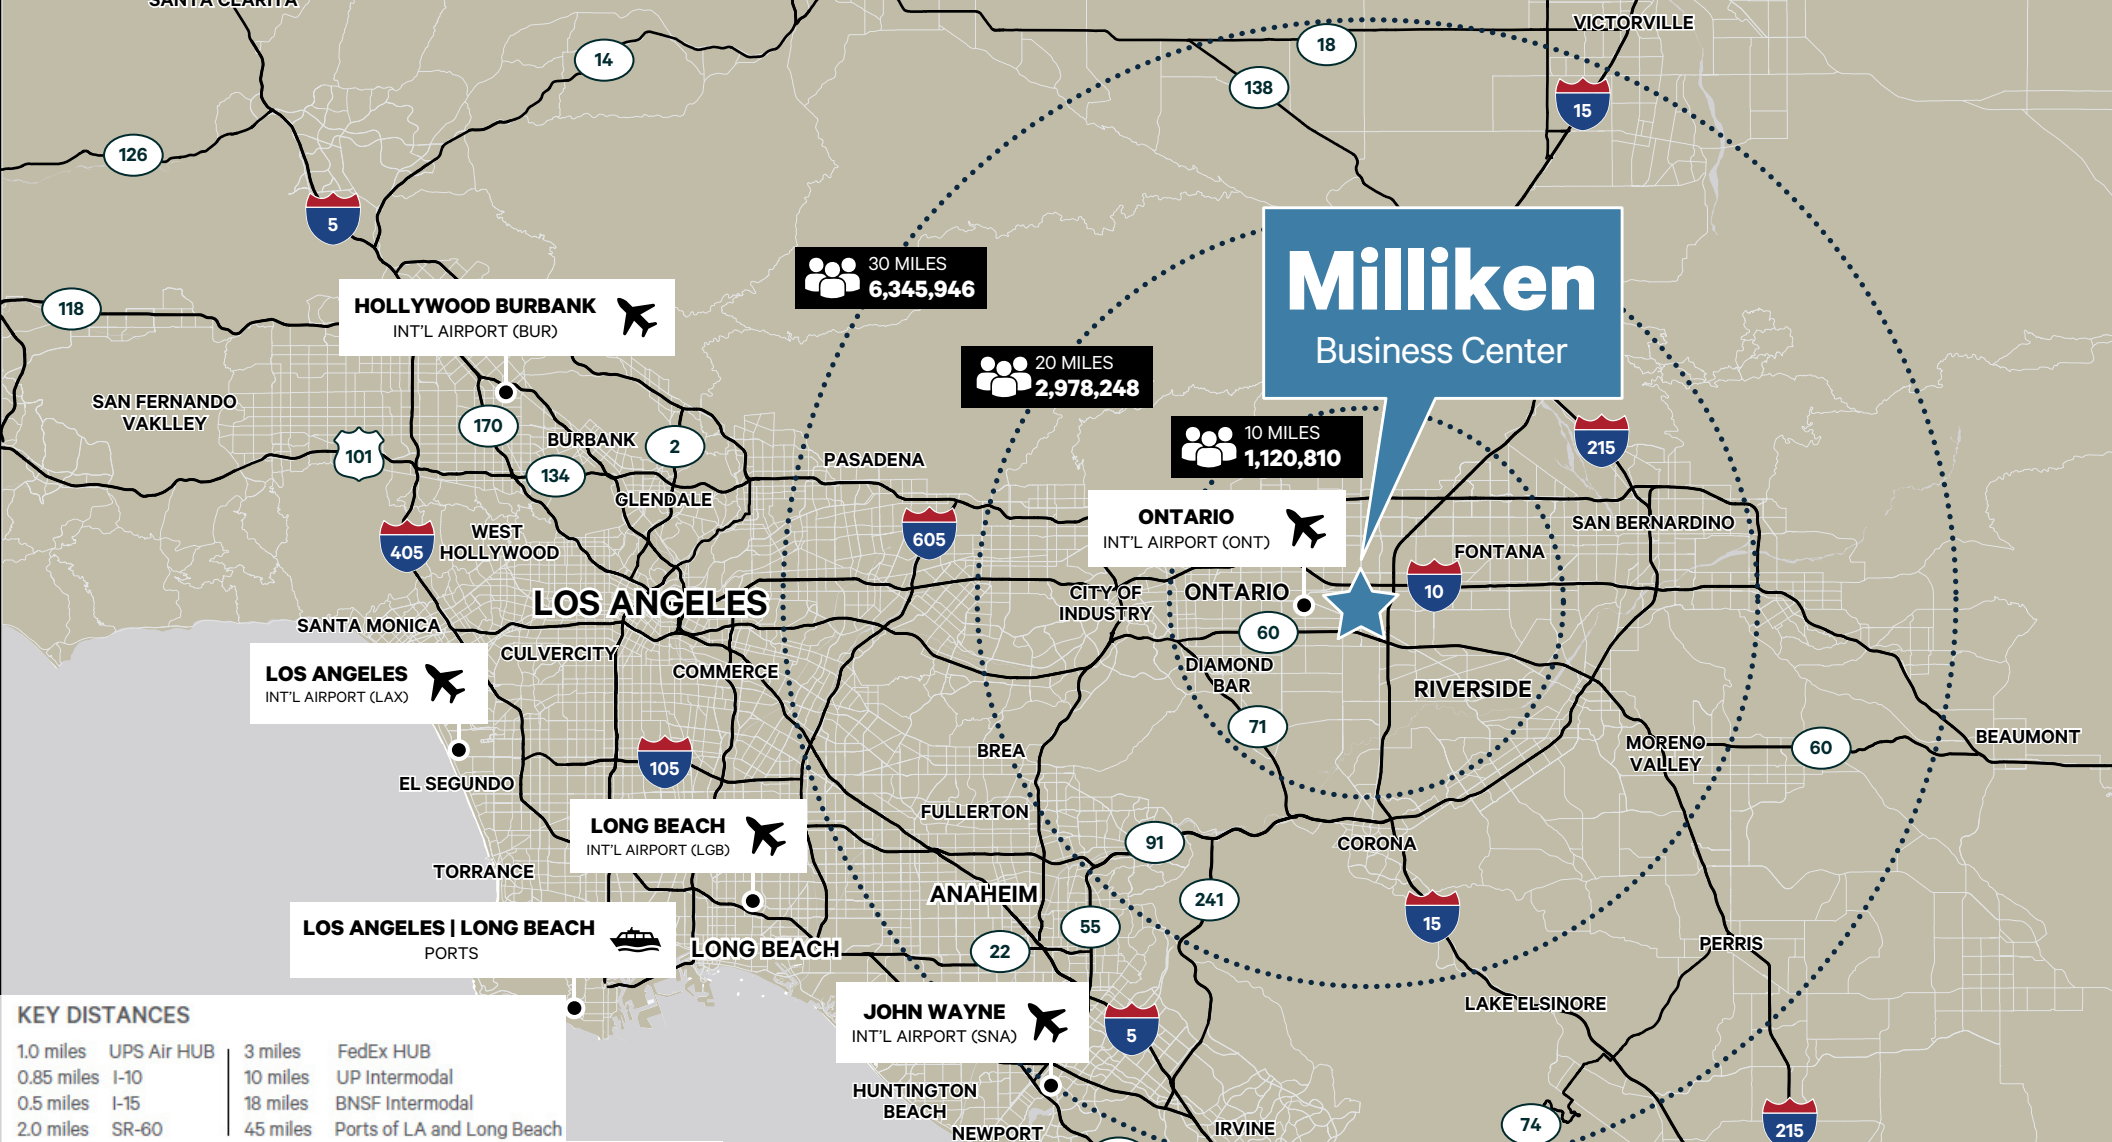 SANTA CLARITA
VICTORVILLE
18
14
138
15
126
5
30 MILES
6,345,946
Milliken
Business Center
118
HOLLYWOOD BURBANK
INT'L AIRPORT (BUR)
20 MILES
2,978,248
SAN FERNANDO
VAKLLEY
170
BURBANK
2
10 MILES
1,120,810
215
101
134
PASADENA
GLENDALE
405
WEST
HOLLYWOOD
605
ONTARIO
INT'L AIRPORT (ONT)
SAN BERNARDINO
FONTANA
10
LOS ANGELES
CITY OF
INDUSTRY
ONTARIO
60
SANTA MONICA
CULVERCITY
COMMERCE
DIAMOND
BAR
RIVERSIDE
LOS ANGELES
INT'L AIRPORT (LAX)
71
BREA
MORENO
VALLEY
60
BEAUMONT
105
EL SEGUNDO
FULLERTON
LONG BEACH
INT'L AIRPORT (LGB)
91
CORONA
TORRANCE
ANAHEIM
241
15
LOS ANGELES | LONG BEACH
PORTS
55
LONG BEACH
22
PERRIS
LAKE ELSINORE
JOHN WAYNE
INT'L AIRPORT (SNA)
5
HUNTINGTON
BEACH
NEWPORT
IRVINE
74
215
KEY DISTANCES
1.0 miles UPS Air HUB
0.85 miles I-10
0.5 miles I-15
2.0 miles SR-60
3 miles FedEx HUB
10 miles UP Intermodal
18 miles BNSF Intermodal
45 miles Ports of LA and Long Beach